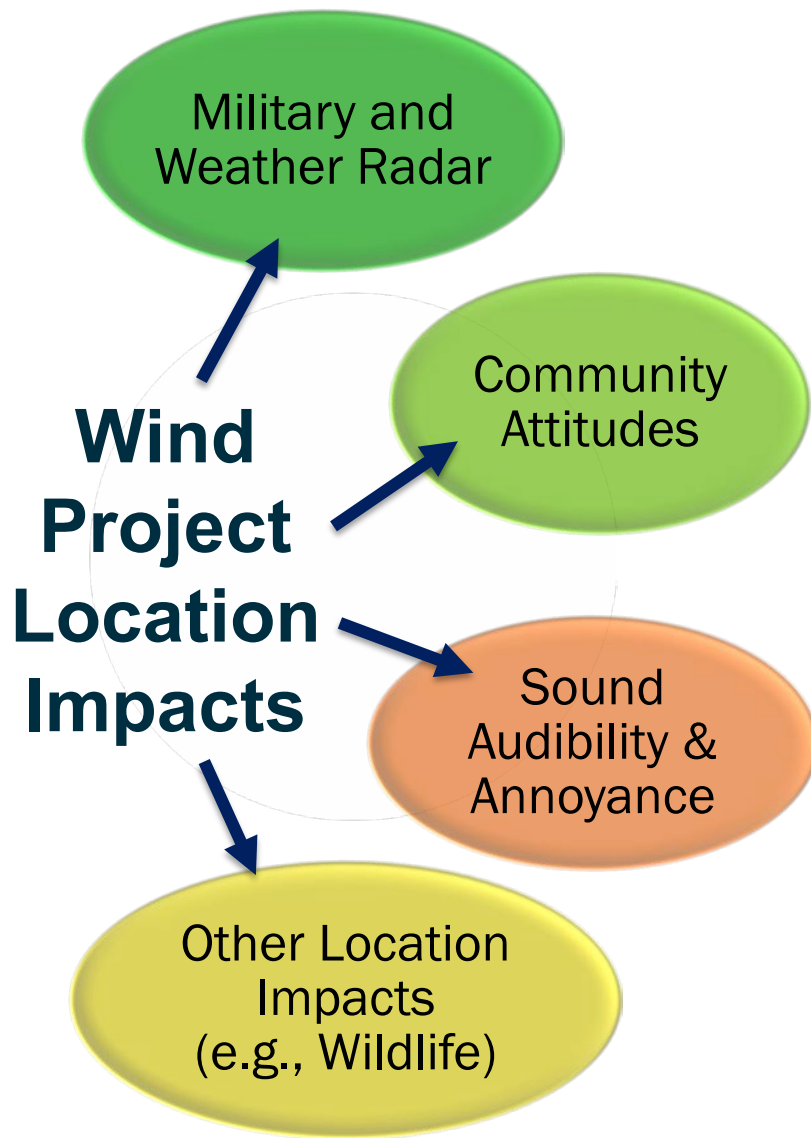 Military and
Weather Radar
Community
Attitudes
Wind
Project
Location
Impacts
Sound
Audibility &
Annoyance
Other Location
Impacts
(e.g., Wildlife)